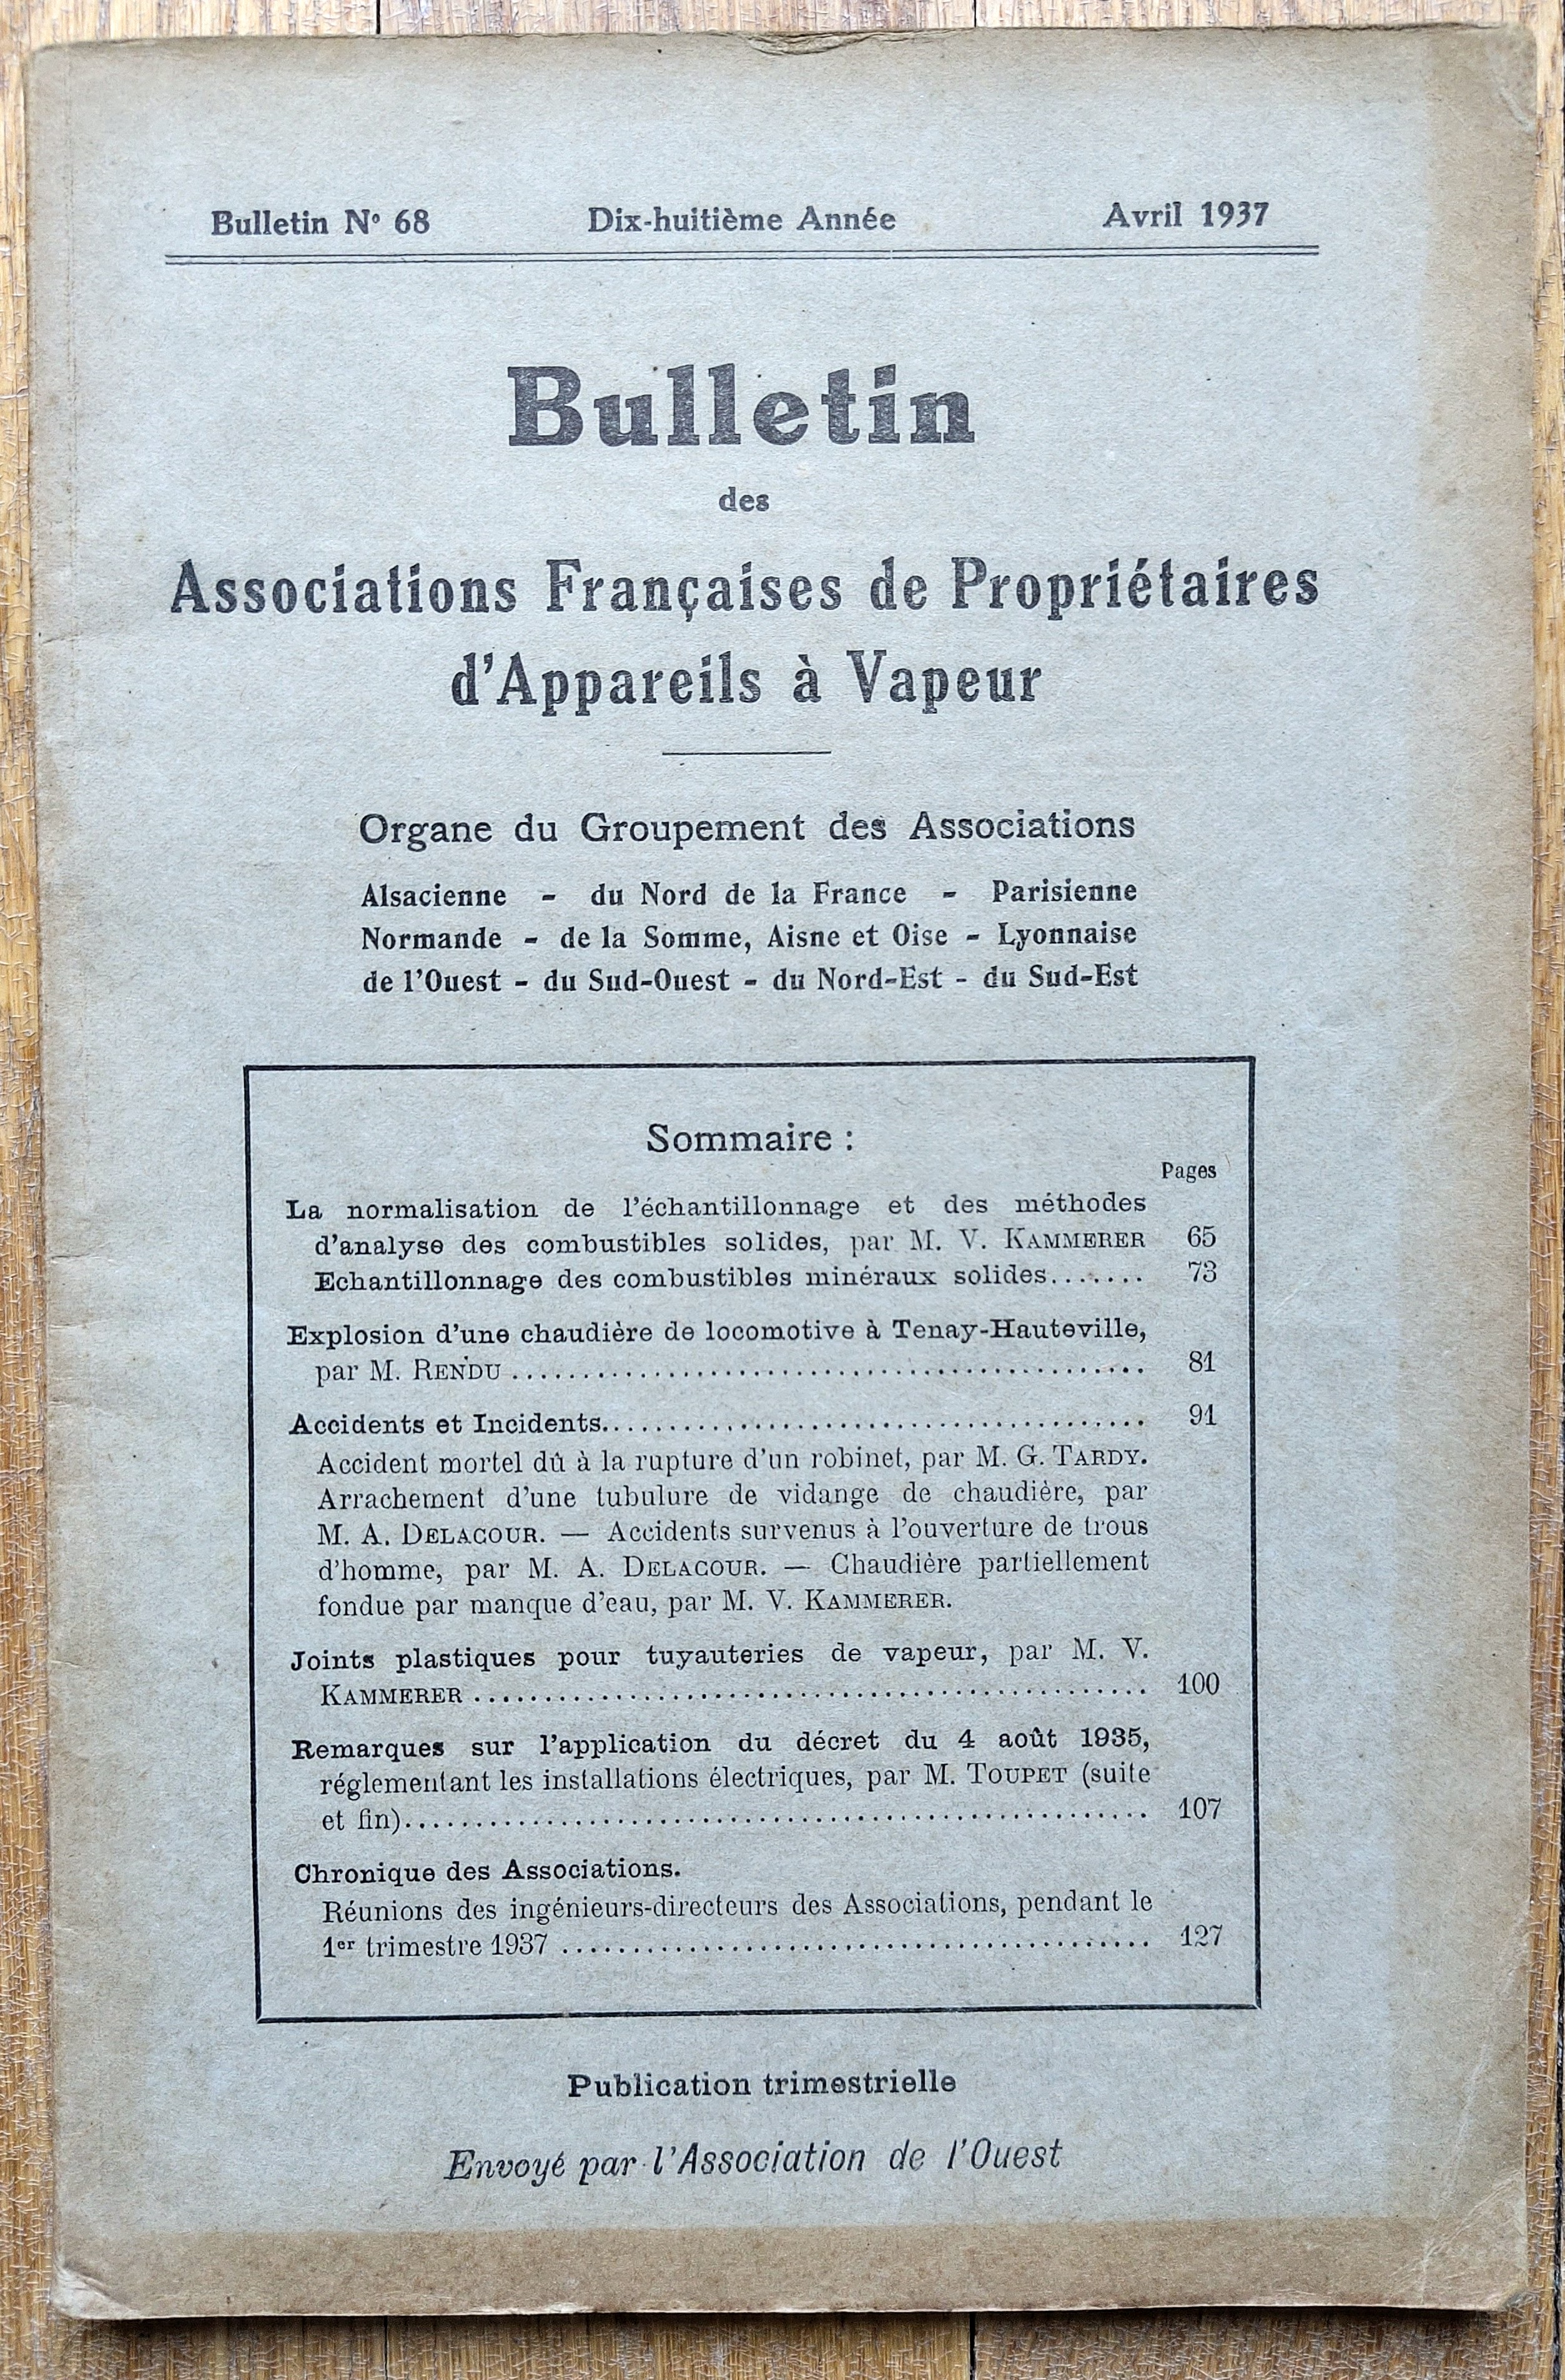 Bulletin N° 68 Dix-huitième Année Avril 1937
Bulletin
des
Associations Françaises de Propriétaires
d'Appareils à Vapeur
Organe du Groupement des Associations
Alsacienne - du Nord de la France - Parisienne
Normande - de la Somme, Aisne et Oise - Lyonnaise
de l'Ouest - du Sud-Ouest - du Nord-Est - du Sud-Est
Sommaire :
Pages
La normalisation de l'échantillonnage et des méthodes
d'analyse des combustibles solides, par M. V. KAMMERER 65
Echantillonnage des combustibles minéraux solides....... 73
Explosion d'une chaudière de locomotive à Tenay-Hauteville,
par M. RENDU ............................................. 81
Accidents et Incidents...................................... 91
Accident mortel dû à la rupture d'un robinet, par M. G. TARDY.
Arrachement d'une tubulure de vidange de chaudière, par
M. A. DELACOUR. — Accidents survenus à l'ouverture de trous
d'homme, par M. A. DELACOUR. — Chaudière partiellement
fondue par manque d'eau, par M. V. KAMMERER.
Joints plastiques pour tuyauteries de vapeur, par M. V.
KAMMERER ................................................ 100
Remarques sur l'application du décret du 4 août 1935,
réglementant les installations électriques, par M. TOUPET (suite
et fin)..................................................... 107
Chronique des Associations.
Réunions des ingénieurs-directeurs des Associations, pendant le
1er trimestre 1937 .......................................... 127
Publication trimestrielle
Envoyé par l'Association de l'Ouest